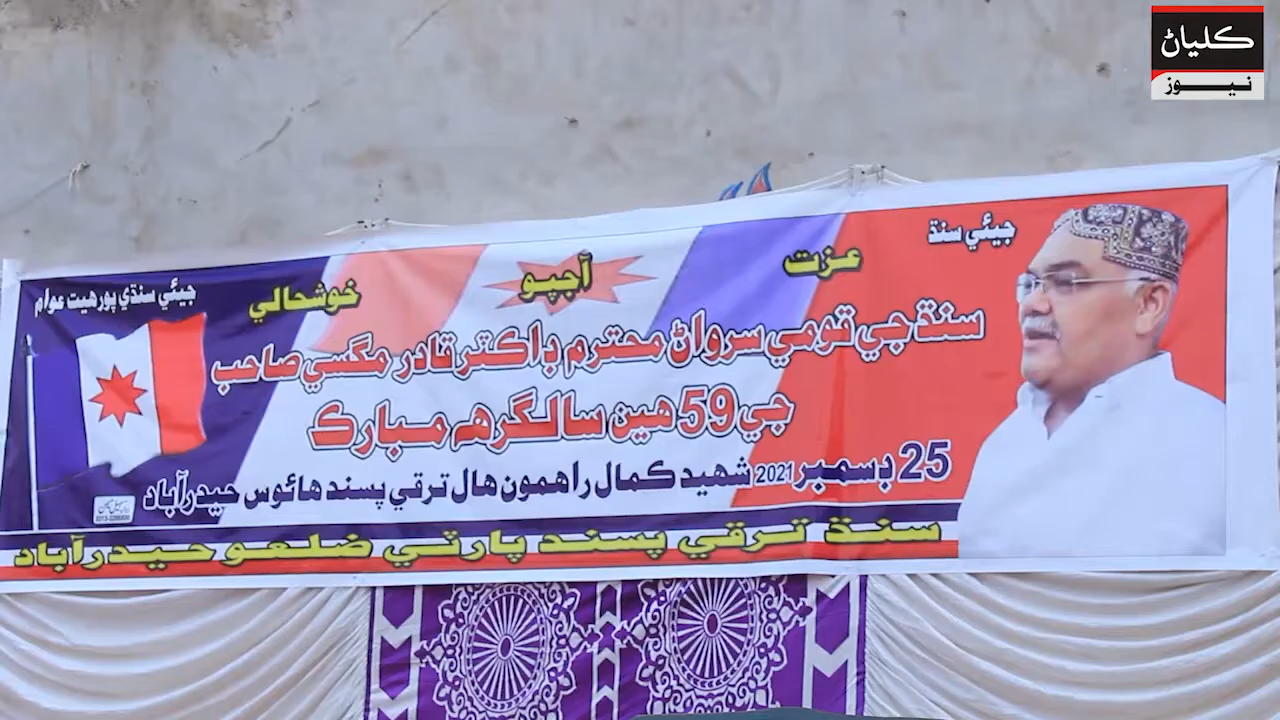 ڪلياڻ
نيوز
جيئي سنڌ
عزت
آجپو
خوشحالي
جيئي سنڌي پورهيت عوام
سنڌ جي قومي سرواڻ محترم ڊاڪٽر قادر مگسي صاحب
جي 59 هين سالگرهه مبارڪ
25 ڊسمبر 2021 شهيد ڪمال راهمون هال ترقي پسند هائوس حيدرآباد
سنڌ ترقي پسند پارٽي ضلعو حيدرآباد